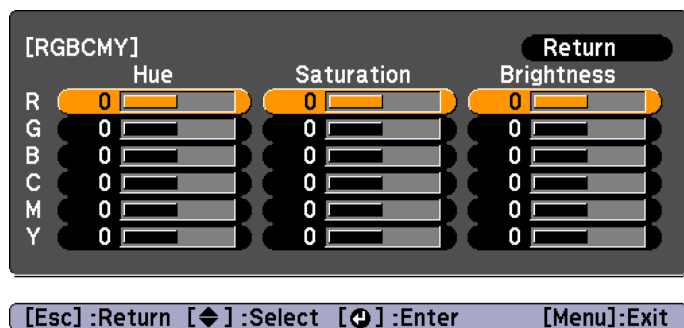 [RGBCMY] Return
Hue Saturation Brightness
R 0 0 0
G 0 0 0
B 0 0 0
C 0 0 0
M 0 0 0
Y 0 0 0
[Esc] :Return [◆] :Select [⏎] :Enter [Menu]:Exit